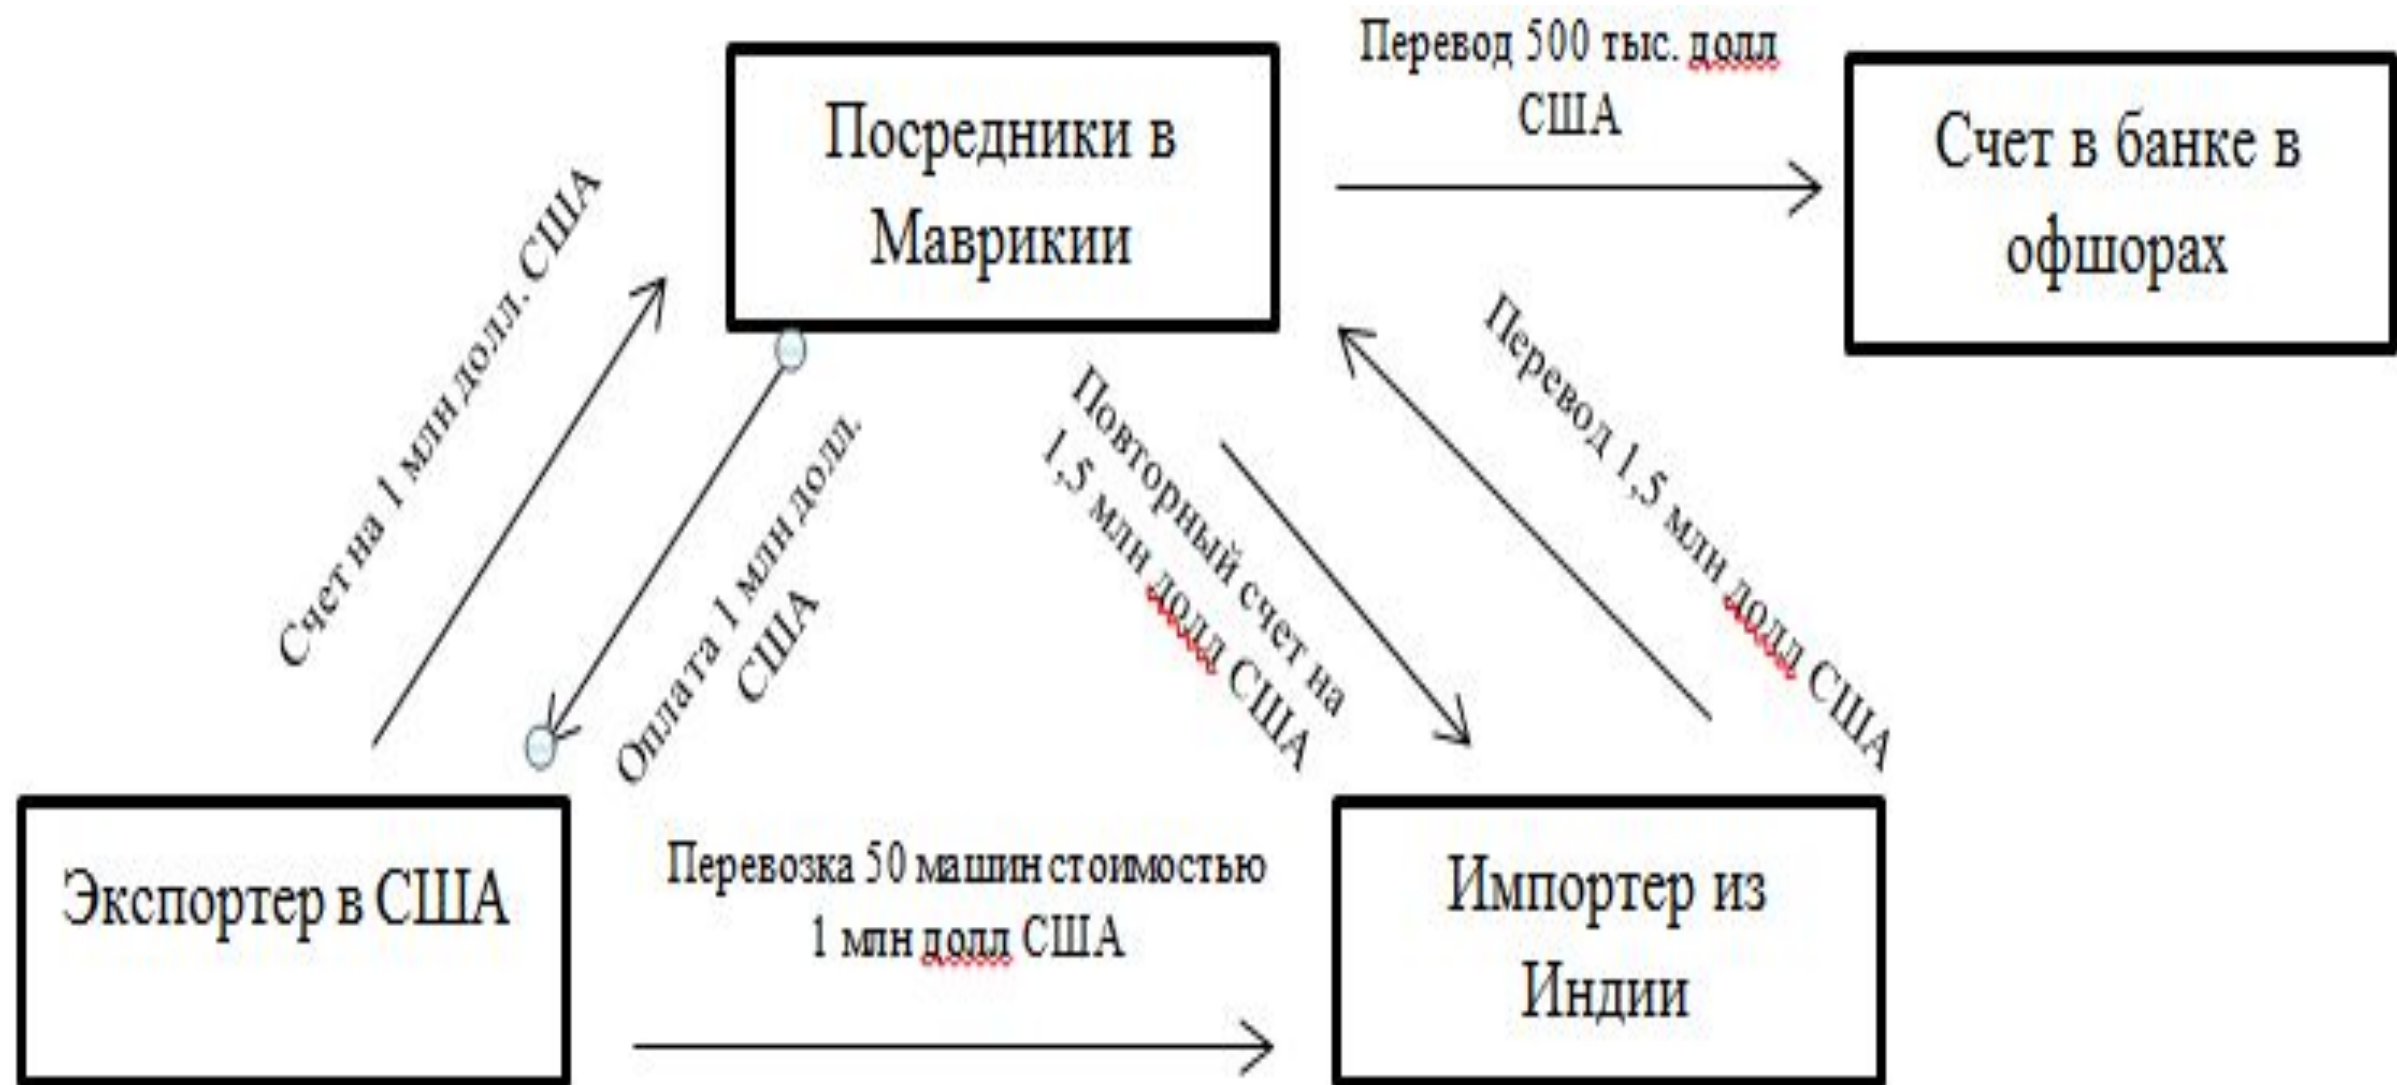 Перевод 500 тыс. долл
США
Посредники в
Маврикии
Счет в банке в
офшорах
Счет на 1 млн долл. США
Оплата 1 млн долл.
США
Повторный счет на
1,5 млн долл США
Перевод 1,5 млн долл США
Экспортер в США
Перевозка 50 машин стоимостью
1 млн долл США
Импортер из
Индии